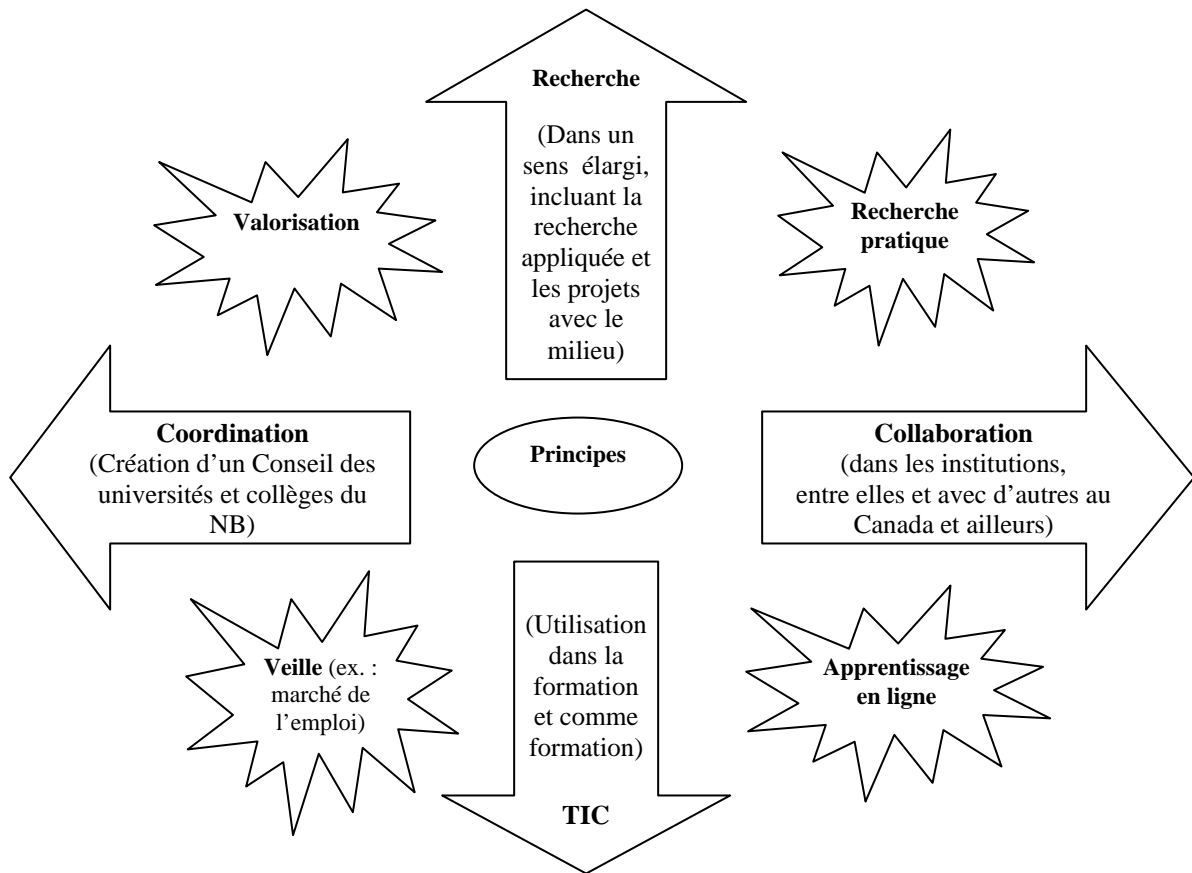 Recherche
(Dans un
sens élargi,
incluant la
recherche
appliquée et
les projets
avec le
milieu)
Valorisation
Recherche
pratique
Coordination
(Création d’un Conseil des
universités et collèges du
NB)
Principes
Collaboration
(dans les institutions,
entre elles et avec d’autres au
Canada et ailleurs)
Veille (ex. :
marché de
l’emploi)
(Utilisation
dans la
formation
et comme
formation)
TIC
Apprentissage
en ligne